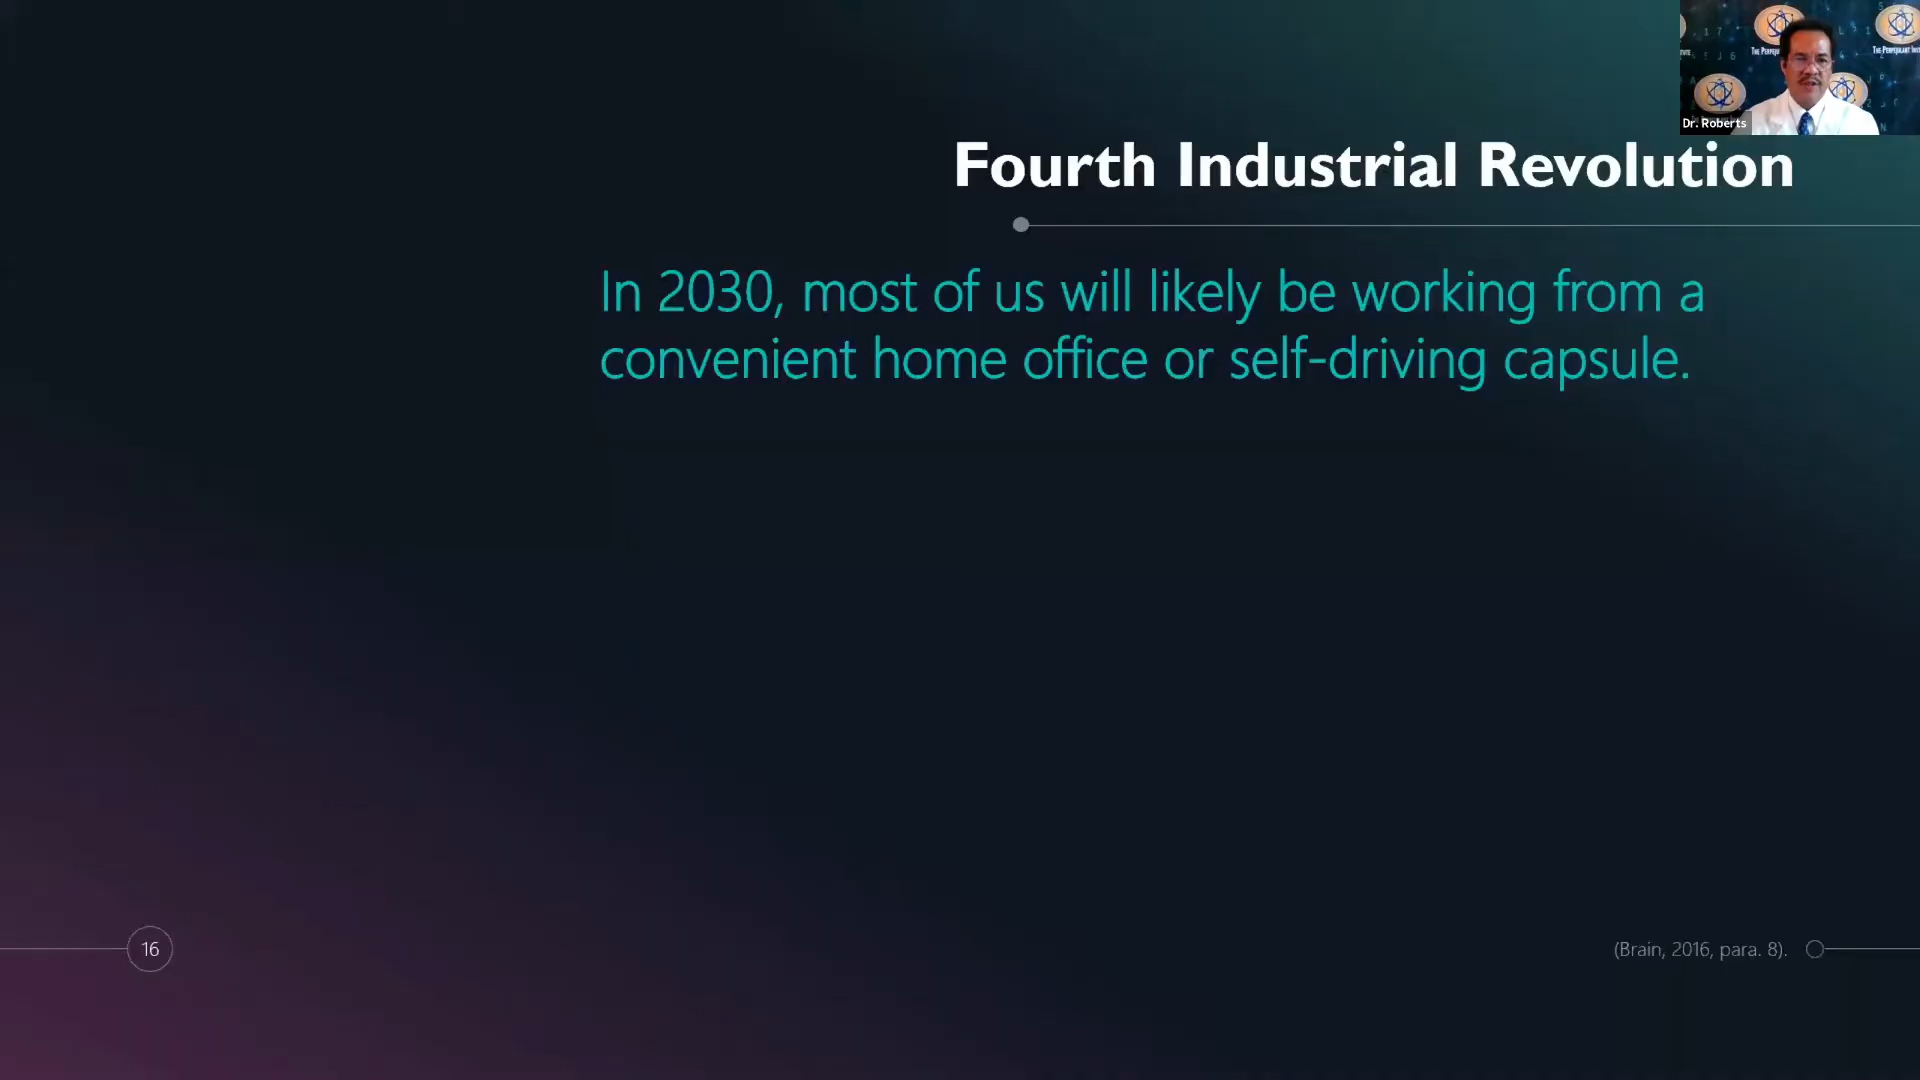 Dr. Roberts
Fourth Industrial Revolution
In 2030, most of us will likely be working from a
convenient home office or self-driving capsule.
16
(Brain, 2016, para. 8).